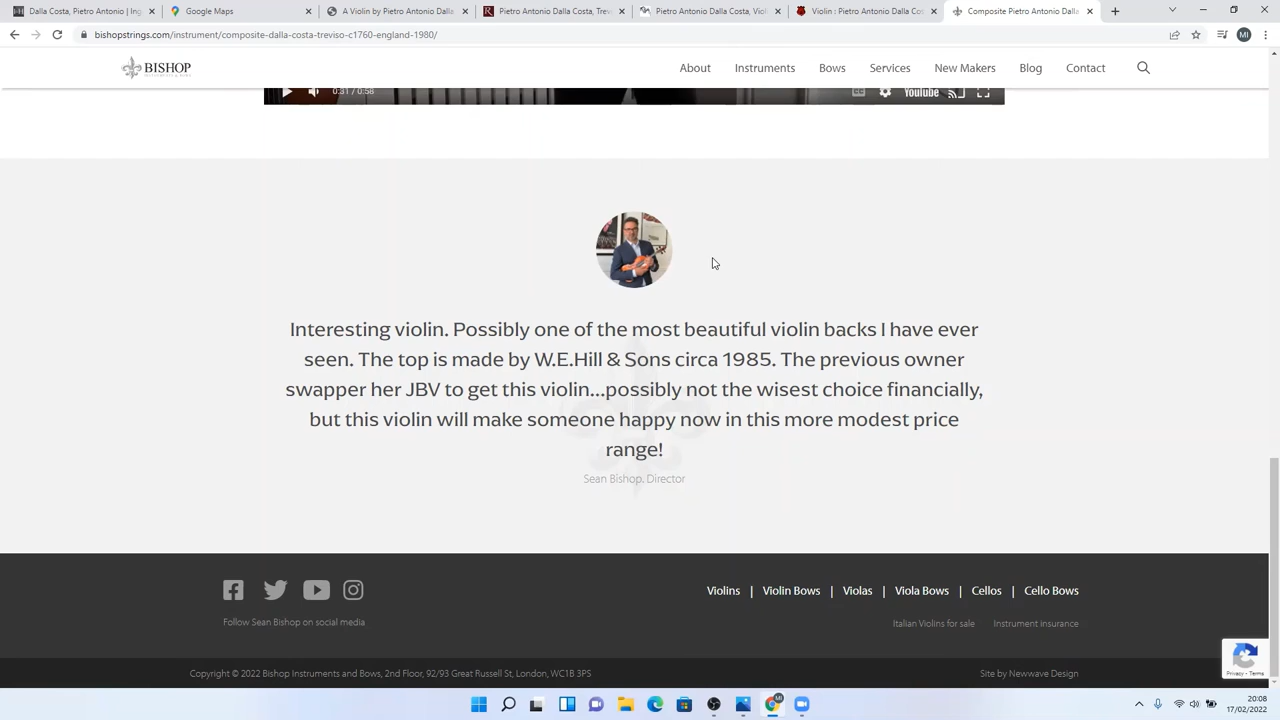 Dalla Costa, Pietro Antonio | Ing
Google Maps
A Violin by Pietro Antonio Dalla
Pietro Antonio Dalla Costa, Trev
Pietro Antonio Dalla Costa, Violi
Violin : Pietro Antonio Dalla Co
Composite Pietro Antonio Dalla
bishopstrings.com/instrument/composite-dalla-costa-treviso-c1760-england-1980/
MI
BISHOP
About
Instruments
Bows
Services
New Makers
Blog
Contact
0:31 / 0:58
YouTube
Interesting violin. Possibly one of the most beautiful violin backs I have ever
seen. The top is made by W.E.Hill & Sons circa 1985. The previous owner
swapper her JBV to get this violin...possibly not the wisest choice financially,
but this violin will make someone happy now in this more modest price
range!
Sean Bishop. Director
Violins | Violin Bows | Violas | Viola Bows | Cellos | Cello Bows
Follow Sean Bishop on social media
Italian Violins for sale
Instrument Insurance
Privacy - Terms
Copyright © 2022 Bishop Instruments and Bows, 2nd Floor, 92/93 Great Russell St, London, WC1B 3PS
Site by Newwave Design
20:08
17/02/2022